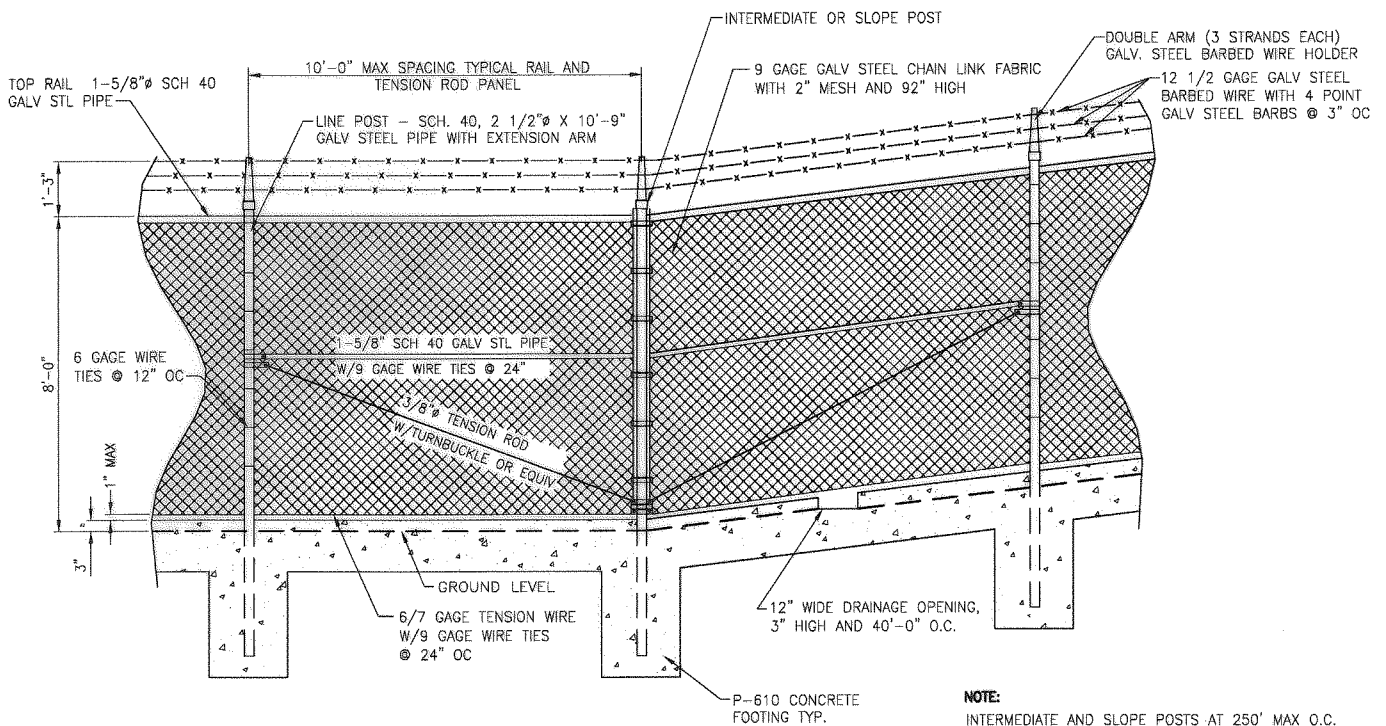 INTERMEDIATE OR SLOPE POST
DOUBLE ARM (3 STRANDS EACH)
GALV. STEEL BARBED WIRE HOLDER
10'-0" MAX SPACING TYPICAL RAIL AND
TENSION ROD PANEL
9 GAGE GALV STEEL CHAIN LINK FABRIC
WITH 2" MESH AND 92" HIGH
12 1/2 GAGE GALV STEEL
BARBED WIRE WITH 4 POINT
GALV STEEL BARBS @ 3" OC
TOP RAIL 1-5/8"ø SCH 40
GALV STL PIPE
LINE POST – SCH. 40, 2 1/2"ø X 10'-9"
GALV STEEL PIPE WITH EXTENSION ARM
1'-3"
8'-0"
6 GAGE WIRE
TIES @ 12" OC
1-5/8" SCH 40 GALV STL PIPE
W/9 GAGE WIRE TIES @ 24"
3/8"ø TENSION ROD
W/TURNBUCKLE OR EQUIV
1" MAX
3"
GROUND LEVEL
6/7 GAGE TENSION WIRE
W/9 GAGE WIRE TIES
@ 24" OC
12" WIDE DRAINAGE OPENING,
3" HIGH AND 40'-0" O.C.
P-610 CONCRETE
FOOTING TYP.
NOTE:
INTERMEDIATE AND SLOPE POSTS AT 250' MAX O.C.